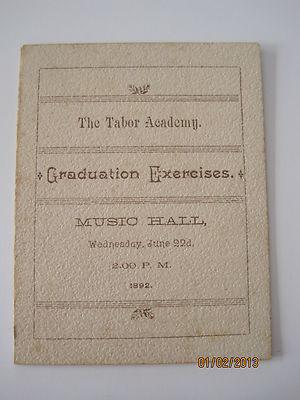 The Tabor Academy.
Graduation Exercises.
MUSIC HALL,
Wednesday, June 22d.
2.00 P. M.
1892.
01/02/2013